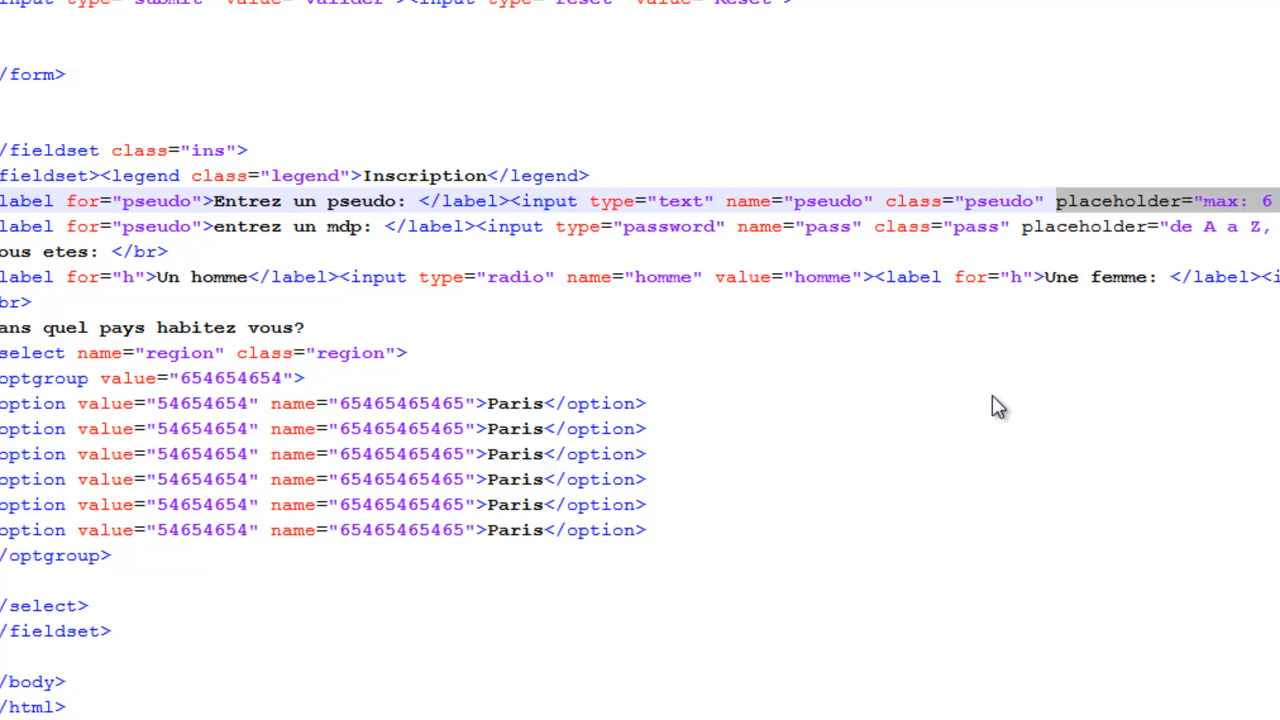 input type="submit" value="valider"><input type="reset" value="Reset">
/form>
/fieldset class="ins">
fieldset><legend class="legend">Inscription</legend>
label for="pseudo">Entrez un pseudo: </label><input type="text" name="pseudo" class="pseudo" placeholder="max: 6
label for="pseudo">entrez un mdp: </label><input type="password" name="pass" class="pass" placeholder="de A a Z,
ous etes: </br>
label for="h">Un homme</label><input type="radio" name="homme" value="homme"><label for="h">Une femme: </label><i
br>
ans quel pays habitez vous?
select name="region" class="region">
optgroup value="654654654">
option value="54654654" name="65465465465">Paris</option>
option value="54654654" name="65465465465">Paris</option>
option value="54654654" name="65465465465">Paris</option>
option value="54654654" name="65465465465">Paris</option>
option value="54654654" name="65465465465">Paris</option>
option value="54654654" name="65465465465">Paris</option>
/optgroup>
/select>
/fieldset>
/body>
/html>